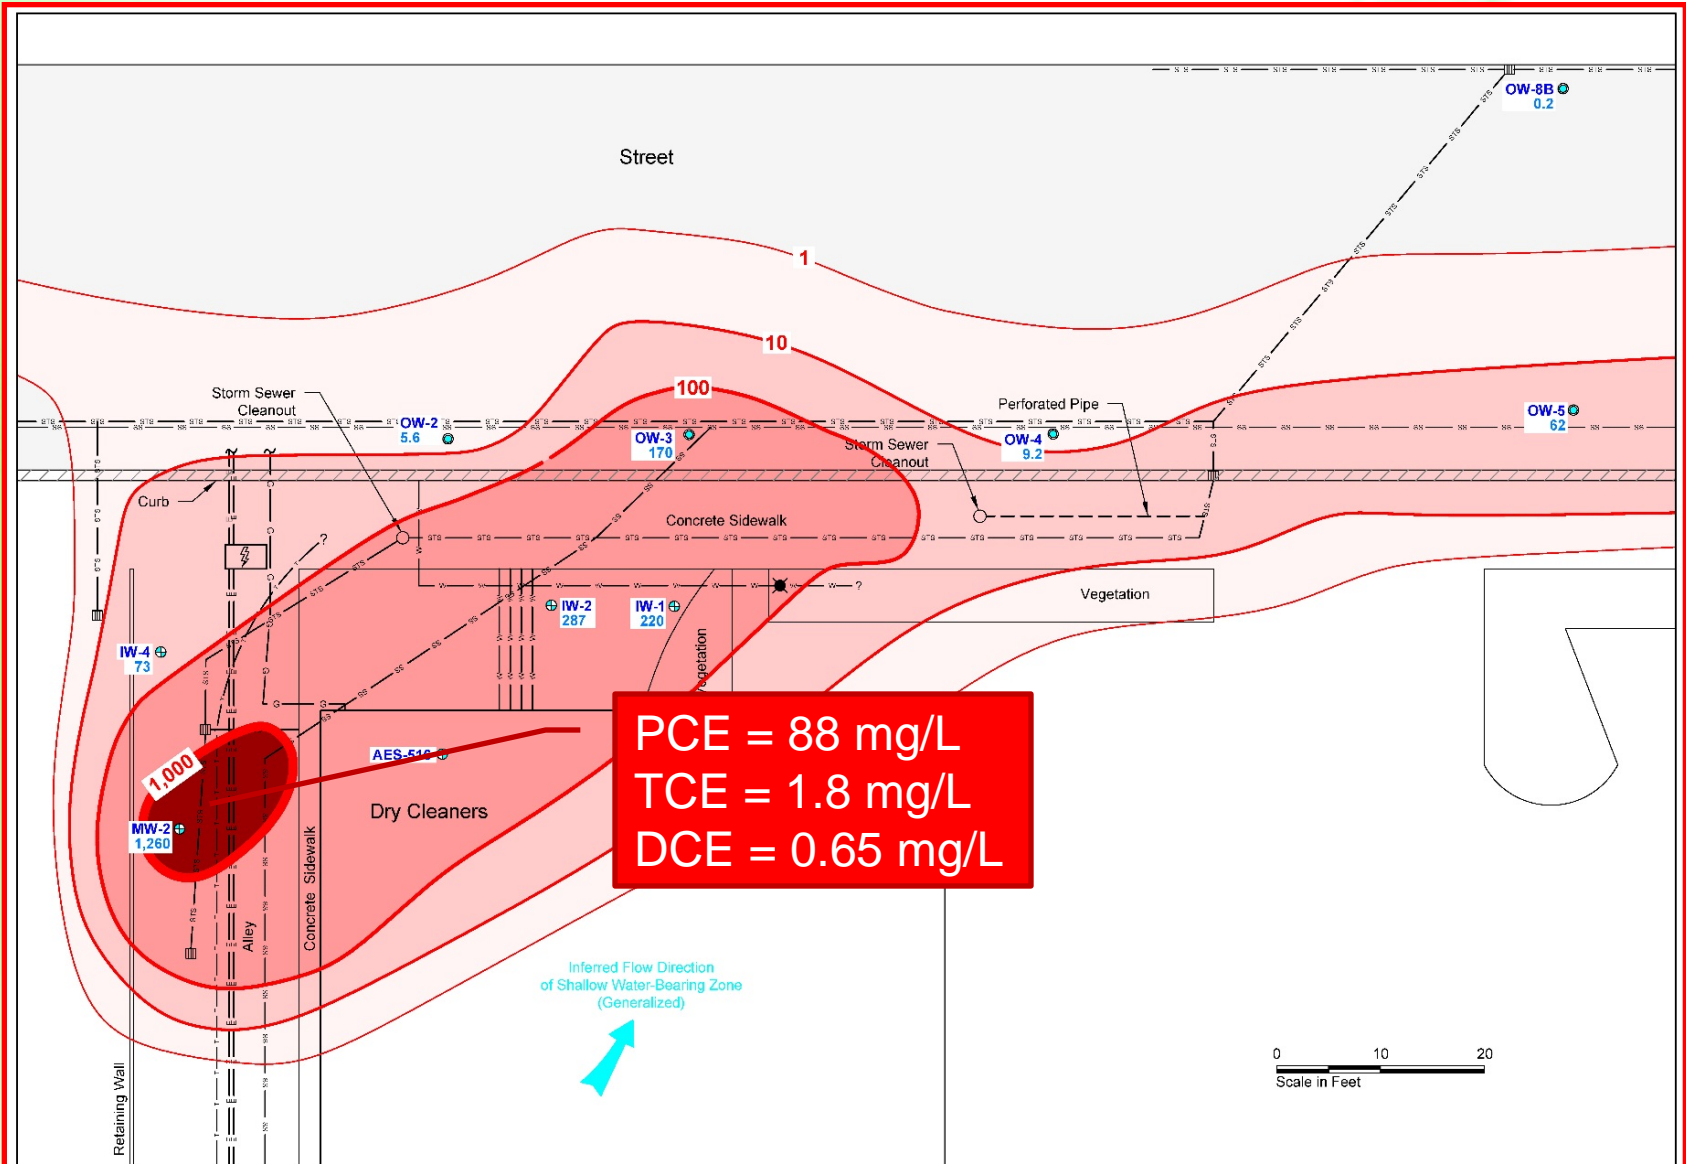 OW-8B
0.2
Street
1
10
100
Storm Sewer
Cleanout
OW-2
5.6
OW-3
170
Perforated Pipe
OW-4
9.2
Storm Sewer
Cleanout
OW-5
62
Curb
Concrete Sidewalk
?
?
IW-2
287
IW-1
220
Vegetation
Vegetation
IW-4
73
1,000
AES-516
MW-2
1,260
Dry Cleaners
PCE = 88 mg/L
TCE = 1.8 mg/L
DCE = 0.65 mg/L
Concrete Sidewalk
Alley
Retaining Wall
Inferred Flow Direction
of Shallow Water-Bearing Zone
(Generalized)
0 10 20
Scale in Feet